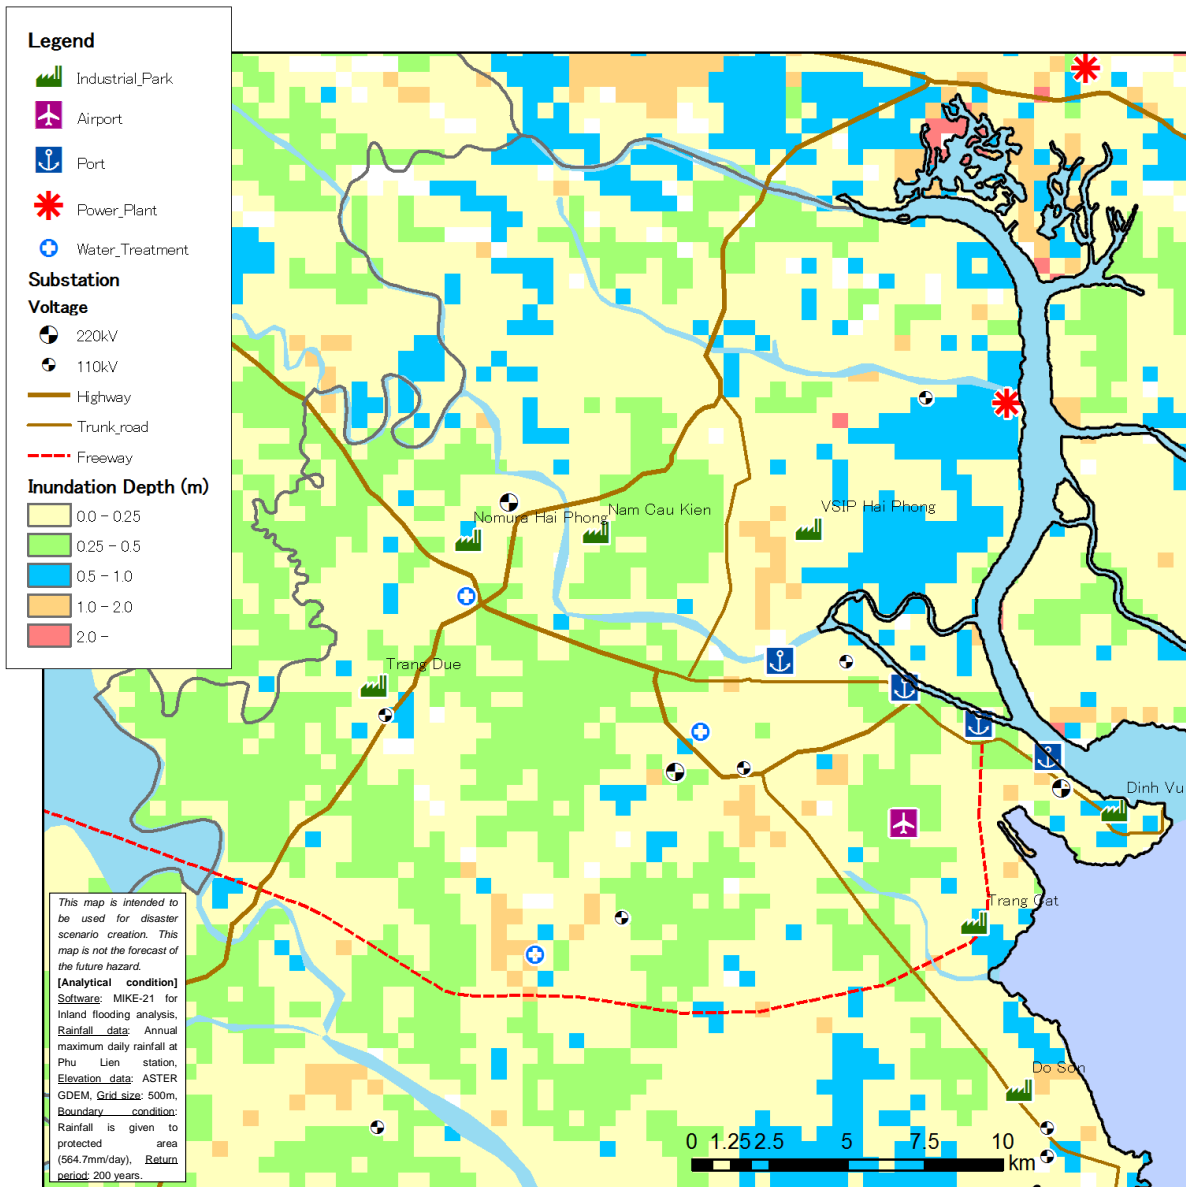 Legend
Industrial_Park
Airport
Port
Power_Plant
Water_Treatment
Substation
Voltage
220kV
110kV
Highway
Trunk_road
Freeway
Inundation Depth (m)
0.0 - 0.25
0.25 - 0.5
0.5 - 1.0
1.0 - 2.0
2.0 -
VSIP Hai Phong
Nam Cau Kien
Nomura Hai Phong
Trang Due
Dinh Vu
Trang Cat
Do Son
This map is intended to
be used for disaster
scenario creation. This
map is not the forecast of
the future hazard.
[Analytical condition]
Software: MIKE-21 for
Inland flooding analysis,
Rainfall data: Annual
maximum daily rainfall at
Phu Lien station,
Elevation data: ASTER
GDEM, Grid size: 500m,
Boundary condition:
Rainfall is given to
protected area
(564.7mm/day), Return
period: 200 years.
0 1.25 2.5 5 7.5 10
km